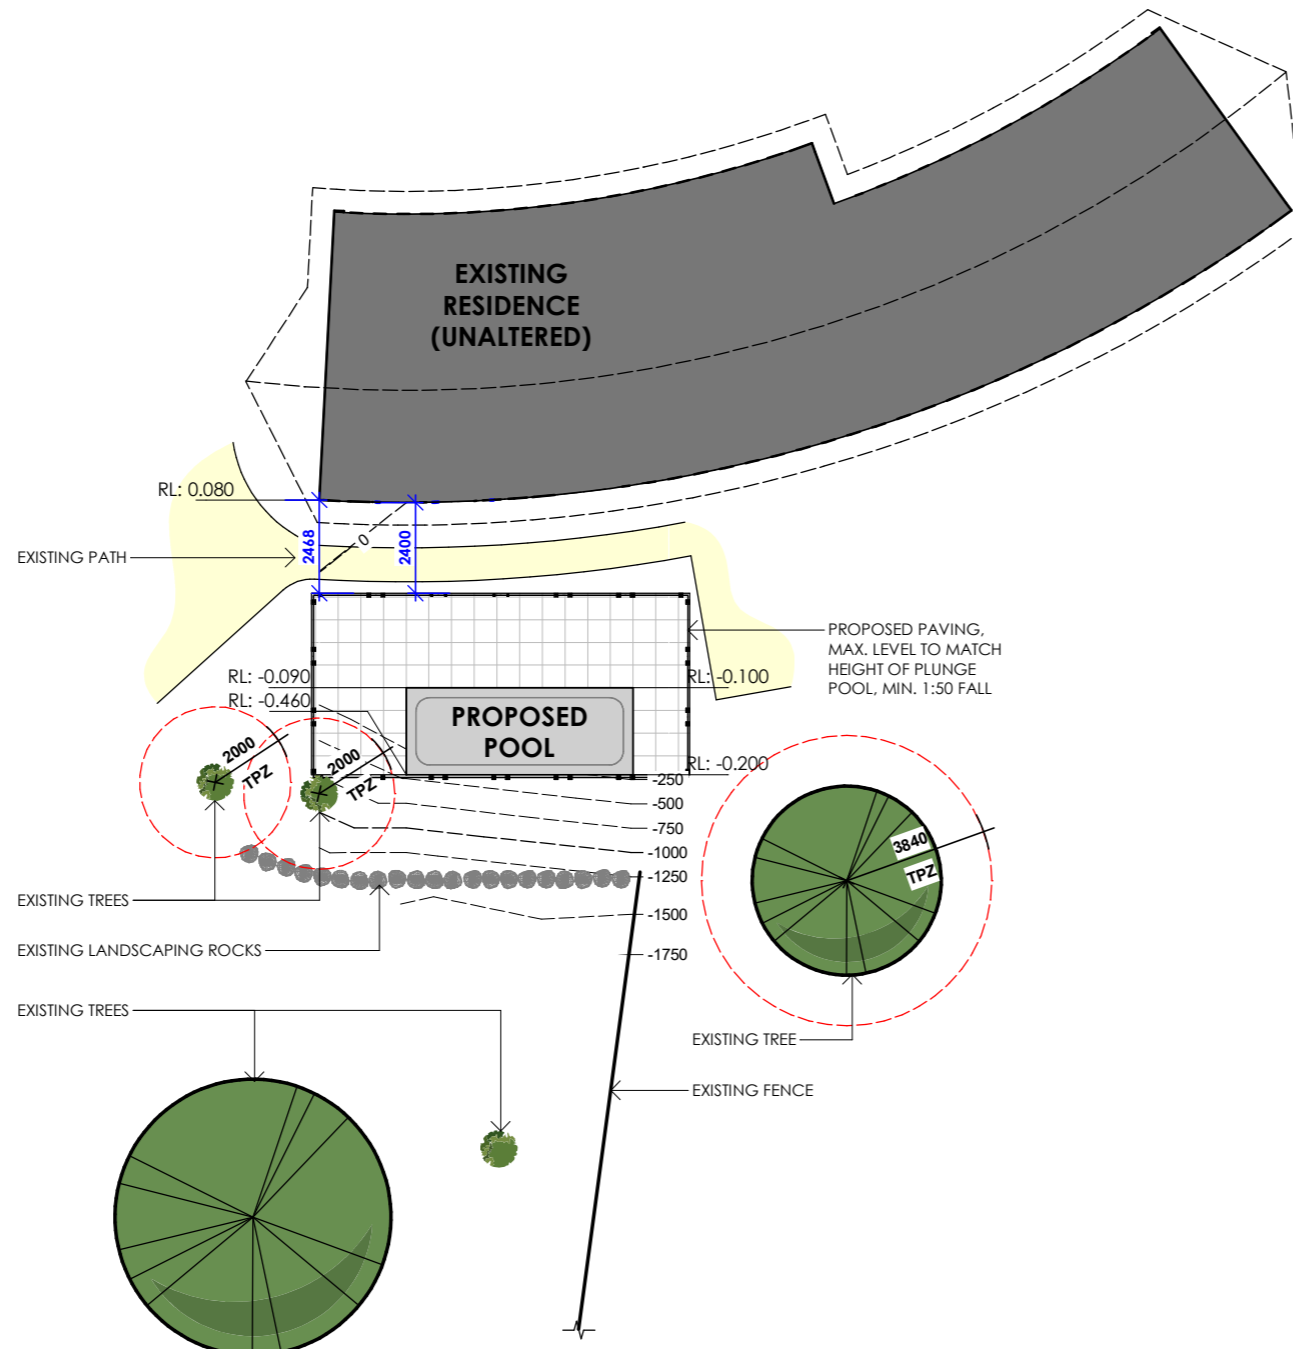 EXISTING
RESIDENCE
(UNALTERED)
RL: 0.080
2468
0
2400
EXISTING PATH
PROPOSED PAVING,
MAX. LEVEL TO MATCH
HEIGHT OF PLUNGE
POOL, MIN. 1:50 FALL
RL: -0.090
RL: -0.100
RL: -0.460
PROPOSED
POOL
2000
TPZ
2000
TPZ
RL: -0.200
-250
-500
-750
-1000
-1250
-1500
-1750
3840
TPZ
EXISTING TREES
EXISTING LANDSCAPING ROCKS
EXISTING TREES
EXISTING TREE
EXISTING FENCE